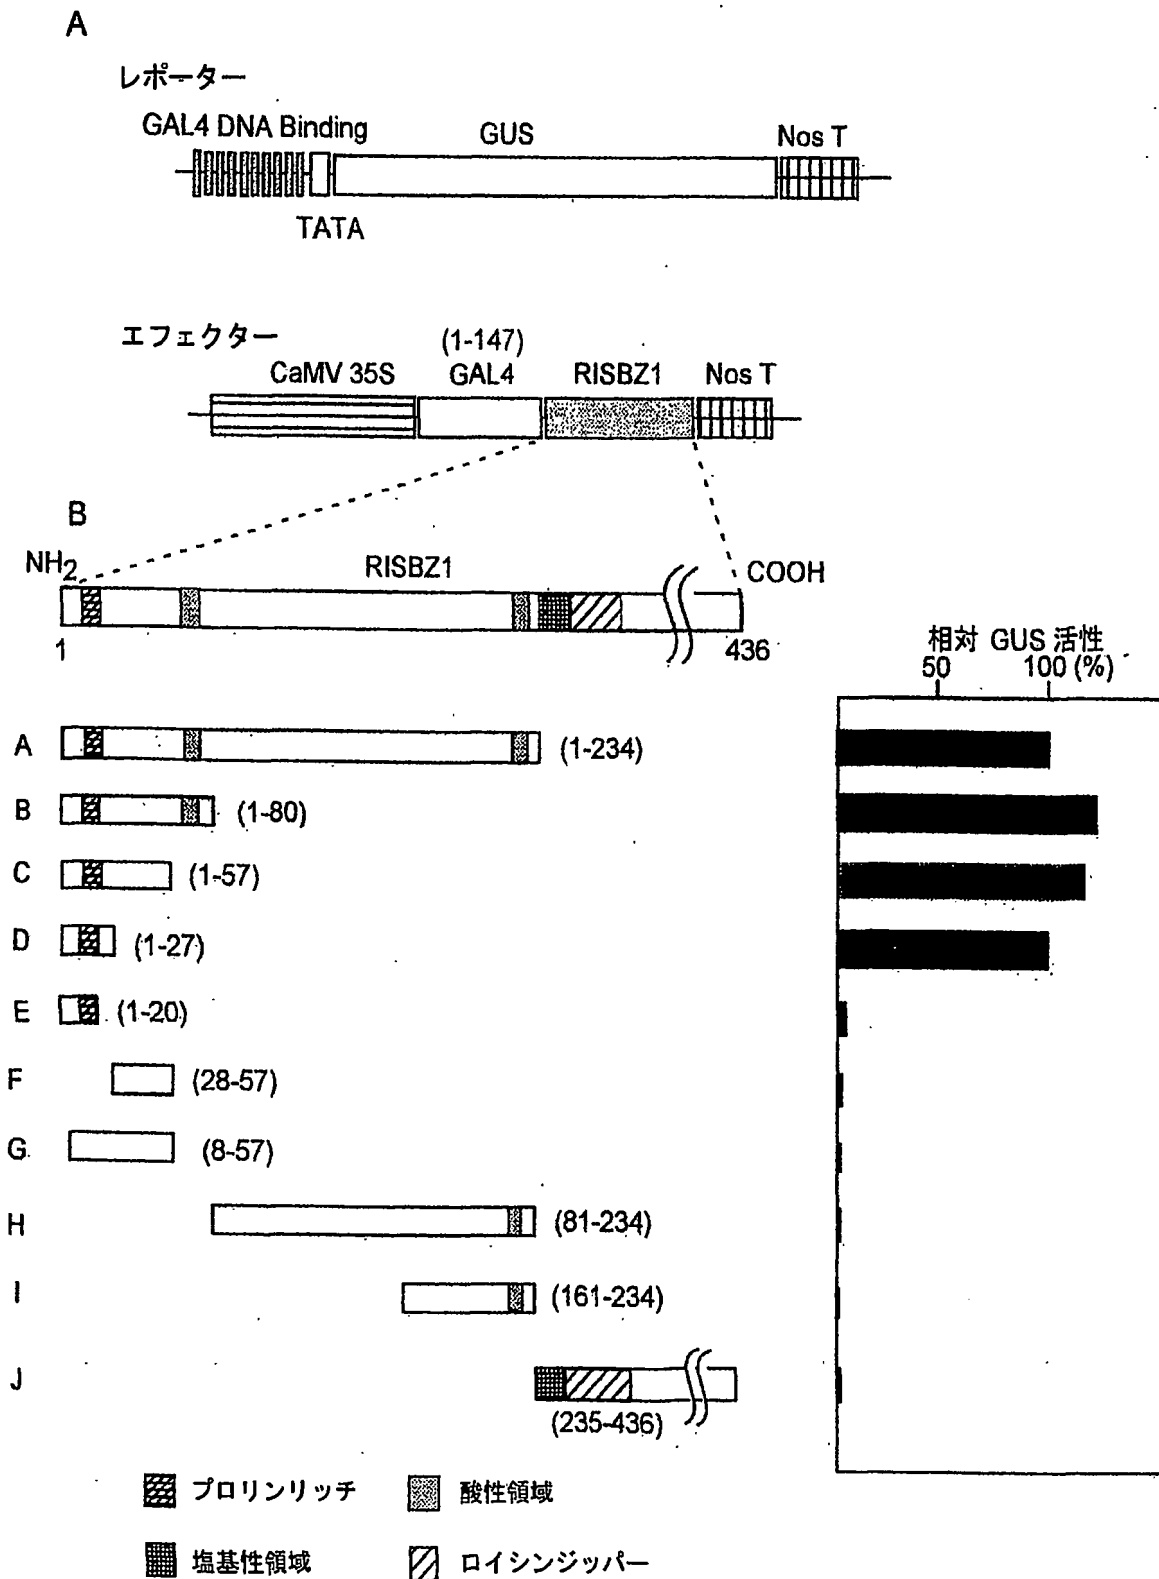 A
レポーター
GAL4 DNA Binding
GUS
Nos T
TATA
エフェクター
(1-147)
CaMV 35S
GAL4
RISBZ1
Nos T
B
NH2
RISBZ1
COOH
1
436
相対 GUS 活性
50
100 (%)
A
(1-234)
B
(1-80)
C
(1-57)
D
(1-27)
E
(1-20)
F
(28-57)
G
(8-57)
H
(81-234)
I
(161-234)
J
(235-436)
プロリンリッチ
酸性領域
塩基性領域
ロイシンジッパー